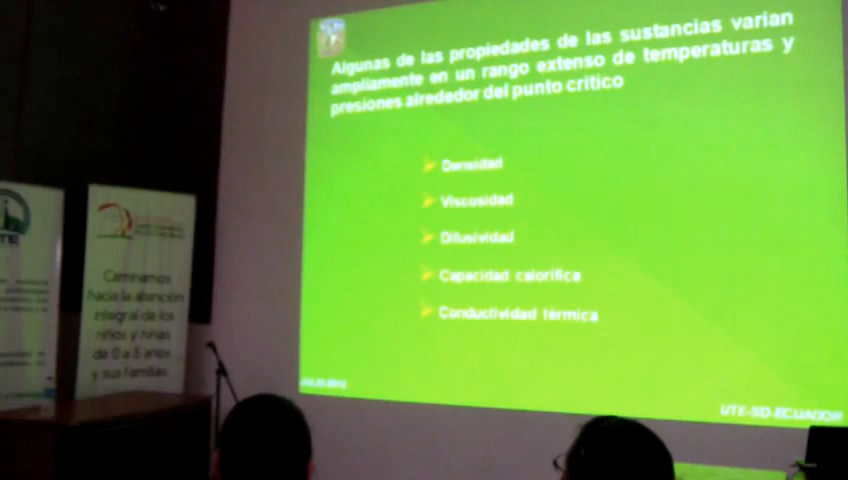 Algunas de las propiedades de las sustancias varían
ampliamente en un rango extenso de temperaturas y
presiones alrededor del punto crítico
Densidad
Viscosidad
Difusividad
Capacidad calorífica
Conductividad térmica
JULIO 2012
UTE-SD-ECUADOR
Caminamos
hacia la atención
integral de los
niños y niñas
de 0 a 5 años
y sus familias